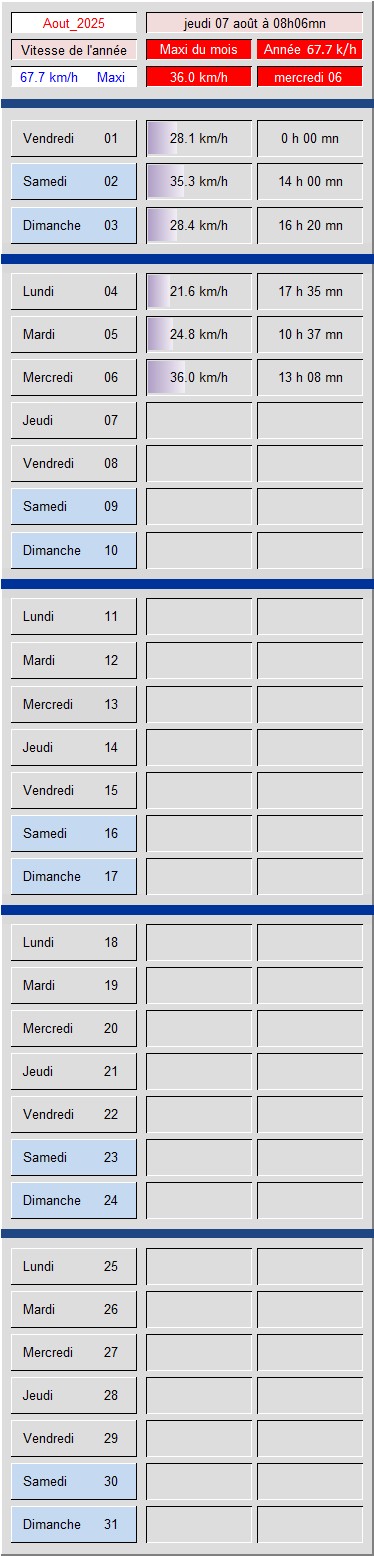 Aout_2025 jeudi 07 août à 08h06mn
Vitesse de l'année Maxi du mois Année 67.7 k/h
67.7 km/h Maxi 36.0 km/h mercredi 06
Vendredi 01 28.1 km/h 0 h 00 mn
Samedi 02 35.3 km/h 14 h 00 mn
Dimanche 03 28.4 km/h 16 h 20 mn
Lundi 04 21.6 km/h 17 h 35 mn
Mardi 05 24.8 km/h 10 h 37 mn
Mercredi 06 36.0 km/h 13 h 08 mn
Jeudi 07
Vendredi 08
Samedi 09
Dimanche 10
Lundi 11
Mardi 12
Mercredi 13
Jeudi 14
Vendredi 15
Samedi 16
Dimanche 17
Lundi 18
Mardi 19
Mercredi 20
Jeudi 21
Vendredi 22
Samedi 23
Dimanche 24
Lundi 25
Mardi 26
Mercredi 27
Jeudi 28
Vendredi 29
Samedi 30
Dimanche 31